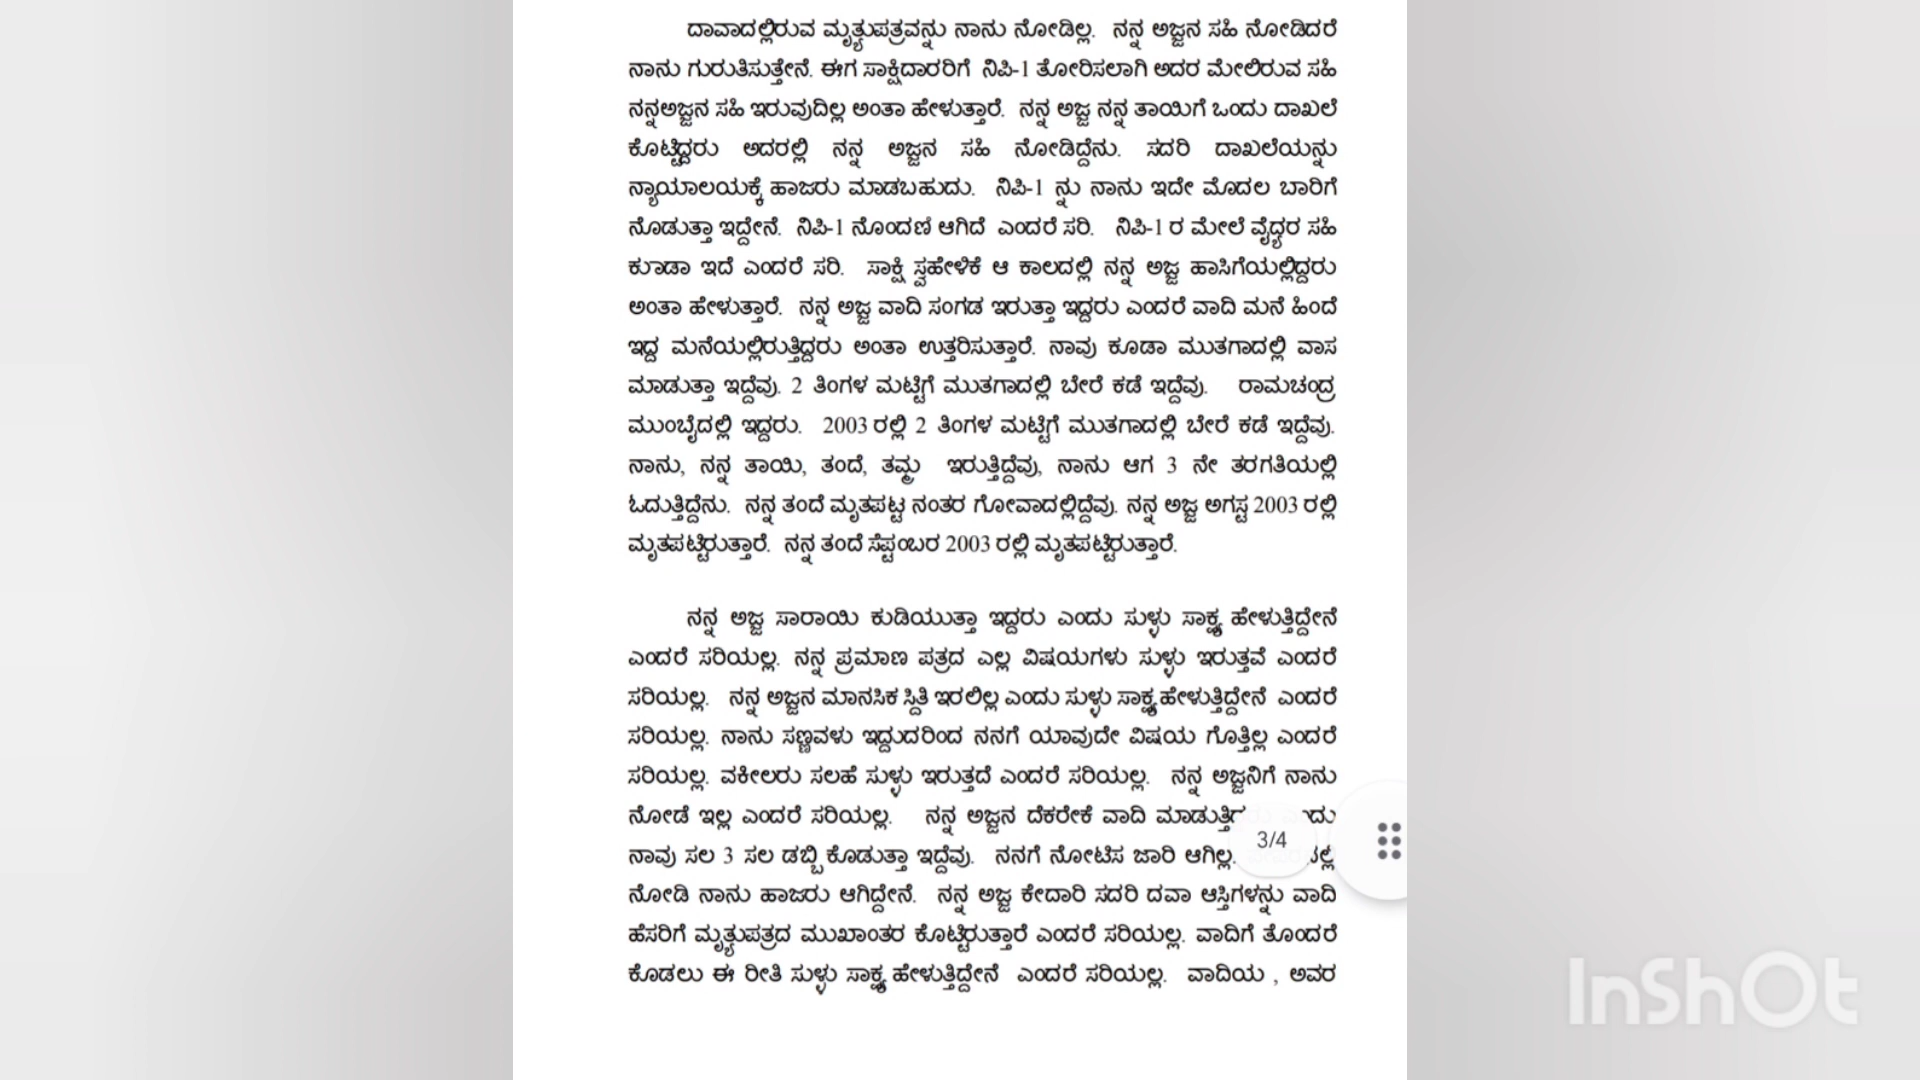 ದಾವಾದಲ್ಲಿರುವ ಮೃತ್ಯುಪತ್ರವನ್ನು ನಾನು ನೋಡಿಲ್ಲ. ನನ್ನ ಅಜ್ಜನ ಸಹಿ ನೋಡಿದರೆ
ನಾನು ಗುರುತಿಸುತ್ತೇನೆ. ಈಗ ಸಾಕ್ಷಿದಾರರಿಗೆ ನಿಪಿ-1 ತೋರಿಸಲಾಗಿ ಅದರ ಮೇಲಿರುವ ಸಹಿ
ನನ್ನಅಜ್ಜನ ಸಹಿ ಇರುವುದಿಲ್ಲ ಅಂತಾ ಹೇಳುತ್ತಾರೆ. ನನ್ನ ಅಜ್ಜ ನನ್ನ ತಾಯಿಗೆ ಒಂದು ದಾಖಲೆ
ಕೊಟ್ಟಿದ್ದರು ಅದರಲ್ಲಿ ನನ್ನ ಅಜ್ಜನ ಸಹಿ ನೋಡಿದ್ದೆನು. ಸದರಿ ದಾಖಲೆಯನ್ನು
ನ್ಯಾಯಾಲಯಕ್ಕೆ ಹಾಜರು ಮಾಡಬಹುದು. ನಿಪಿ-1 ನ್ನು ನಾನು ಇದೇ ಮೊದಲ ಬಾರಿಗೆ
ನೊಡುತ್ತಾ ಇದ್ದೇನೆ. ನಿಪಿ-1 ನೊಂದಣಿ ಆಗಿದೆ ಎಂದರೆ ಸರಿ. ನಿಪಿ-1 ರ ಮೇಲೆ ವೈದ್ಯರ ಸಹಿ
ಕೂಡಾ ಇದೆ ಎಂದರೆ ಸರಿ. ಸಾಕ್ಷಿ ಸ್ವಹೇಳಿಕೆ ಆ ಕಾಲದಲ್ಲಿ ನನ್ನ ಅಜ್ಜ ಹಾಸಿಗೆಯಲ್ಲಿದ್ದರು
ಅಂತಾ ಹೇಳುತ್ತಾರೆ. ನನ್ನ ಅಜ್ಜ ವಾದಿ ಸಂಗಡ ಇರುತ್ತಾ ಇದ್ದರು ಎಂದರೆ ವಾದಿ ಮನೆ ಹಿಂದೆ
ಇದ್ದ ಮನೆಯಲ್ಲಿರುತ್ತಿದ್ದರು ಅಂತಾ ಉತ್ತರಿಸುತ್ತಾರೆ. ನಾವು ಕೂಡಾ ಮುತಗಾದಲ್ಲಿ ವಾಸ
ಮಾಡುತ್ತಾ ಇದ್ದೆವು. 2 ತಿಂಗಳ ಮಟ್ಟಿಗೆ ಮುತಗಾದಲ್ಲಿ ಬೇರೆ ಕಡೆ ಇದ್ದೆವು. ರಾಮಚಂದ್ರ
ಮುಂಬೈದಲ್ಲಿ ಇದ್ದರು. 2003 ರಲ್ಲಿ 2 ತಿಂಗಳ ಮಟ್ಟಿಗೆ ಮುತಗಾದಲ್ಲಿ ಬೇರೆ ಕಡೆ ಇದ್ದೆವು.
ನಾನು, ನನ್ನ ತಾಯಿ, ತಂದೆ, ತಮ್ಮ ಇರುತ್ತಿದ್ದೆವು, ನಾನು ಆಗ 3 ನೇ ತರಗತಿಯಲ್ಲಿ
ಓದುತ್ತಿದ್ದೆನು. ನನ್ನ ತಂದೆ ಮೃತಪಟ್ಟ ನಂತರ ಗೋವಾದಲ್ಲಿದ್ದೆವು. ನನ್ನ ಅಜ್ಜ ಅಗಸ್ಟ 2003 ರಲ್ಲಿ
ಮೃತಪಟ್ಟಿರುತ್ತಾರೆ. ನನ್ನ ತಂದೆ ಸೆಪ್ಟಂಬರ 2003 ರಲ್ಲಿ ಮೃತಪಟ್ಟಿರುತ್ತಾರೆ.
ನನ್ನ ಅಜ್ಜ ಸಾರಾಯಿ ಕುಡಿಯುತ್ತಾ ಇದ್ದರು ಎಂದು ಸುಳ್ಳು ಸಾಕ್ಷ್ಯ ಹೇಳುತ್ತಿದ್ದೇನೆ
ಎಂದರೆ ಸರಿಯಲ್ಲ. ನನ್ನ ಪ್ರಮಾಣ ಪತ್ರದ ಎಲ್ಲ ವಿಷಯಗಳು ಸುಳ್ಳು ಇರುತ್ತವೆ ಎಂದರೆ
ಸರಿಯಲ್ಲ. ನನ್ನ ಅಜ್ಜನ ಮಾನಸಿಕ ಸ್ದಿತಿ ಇರಲಿಲ್ಲ ಎಂದು ಸುಳ್ಳು ಸಾಕ್ಷ್ಯ ಹೇಳುತ್ತಿದ್ದೇನೆ ಎಂದರೆ
ಸರಿಯಲ್ಲ. ನಾನು ಸಣ್ಣವಳು ಇದ್ದುದರಿಂದ ನನಗೆ ಯಾವುದೇ ವಿಷಯ ಗೊತ್ತಿಲ್ಲ ಎಂದರೆ
ಸರಿಯಲ್ಲ. ವಕೀಲರು ಸಲಹೆ ಸುಳ್ಳು ಇರುತ್ತದೆ ಎಂದರೆ ಸರಿಯಲ್ಲ. ನನ್ನ ಅಜ್ಜನಿಗೆ ನಾನು
ನೋಡೆ ಇಲ್ಲ ಎಂದರೆ ಸರಿಯಲ್ಲ. ನನ್ನ ಅಜ್ಜನ ದೆಕರೇಕೆ ವಾದಿ
ನಾವು ಸಲ 3 ಸಲ ಡಬ್ಬಿ ಕೊಡುತ್ತಾ ಇದ್ದೆವು. ನನಗೆ ನೋಟಿಸ ಜಾರಿ ಆಗಿಲ್ಲ.
3/4
ನೋಡಿ ನಾನು ಹಾಜರು ಆಗಿದ್ದೇನೆ. ನನ್ನ ಅಜ್ಜ ಕೇದಾರಿ ಸದರಿ ದವಾ ಆಸ್ತಿಗಳನ್ನು ವಾದಿ
ಹೆಸರಿಗೆ ಮೃತ್ಯುಪತ್ರದ ಮುಖಾಂತರ ಕೊಟ್ಟಿರುತ್ತಾರೆ ಎಂದರೆ ಸರಿಯಲ್ಲ. ವಾದಿಗೆ ತೊಂದರೆ
ಕೊಡಲು ಈ ರೀತಿ ಸುಳ್ಳು ಸಾಕ್ಷ್ಯ ಹೇಳುತ್ತಿದ್ದೇನೆ ಎಂದರೆ ಸರಿಯಲ್ಲ. ವಾದಿಯ , ಅವರ
InShOt